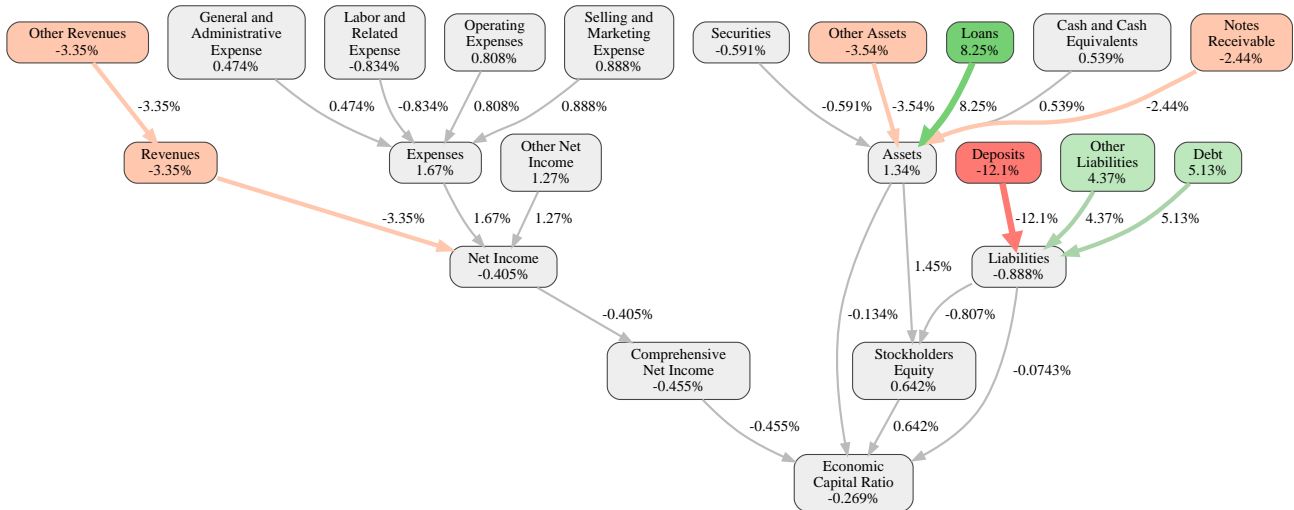 Other Revenues
-3.35%
General and
Administrative
Expense
0.474%
Labor and
Related
Expense
-0.834%
Operating
Expenses
0.808%
Selling and
Marketing
Expense
0.888%
Securities
-0.591%
Other Assets
-3.54%
Loans
8.25%
Cash and Cash
Equivalents
0.539%
Notes
Receivable
-2.44%
-3.35%
0.474%
-0.834%
0.808%
0.888%
-0.591%
-3.54%
8.25%
0.539%
-2.44%
Revenues
-3.35%
Expenses
1.67%
Other Net
Income
1.27%
Assets
1.34%
Deposits
-12.1%
Other
Liabilities
4.37%
Debt
5.13%
-3.35%
1.67%
1.27%
-12.1%
4.37%
5.13%
Net Income
-0.405%
1.45%
Liabilities
-0.888%
-0.405%
-0.134%
-0.807%
Comprehensive
Net Income
-0.455%
Stockholders
Equity
0.642%
-0.0743%
-0.455%
0.642%
Economic
Capital Ratio
-0.269%